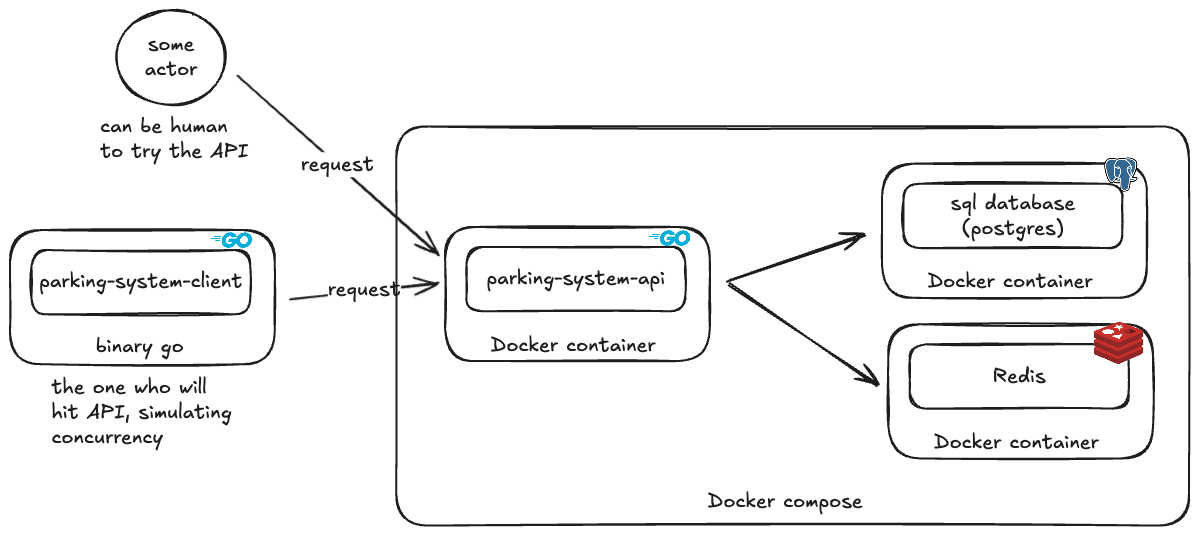 some
actor
can be human
to try the API
request
GO
parking-system-client
binary go
the one who will
hit API, simulating
concurrency
request
GO
parking-system-api
Docker container
sql database
(postgres)
Docker container
Redis
Docker container
Docker compose